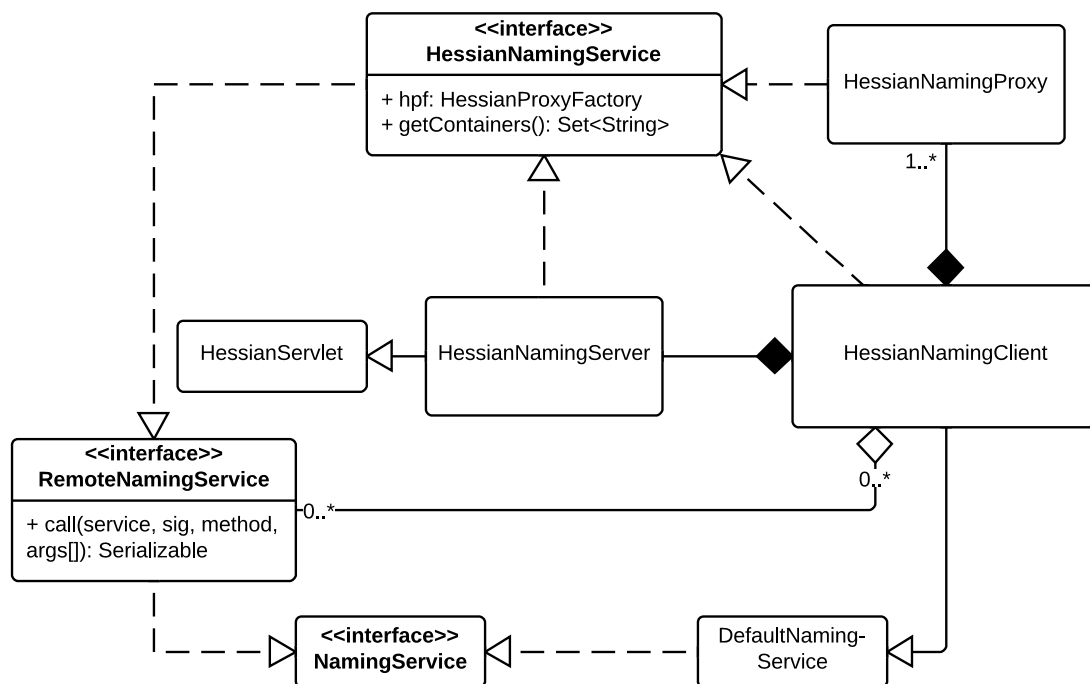 <<interface>>
HessianNamingService
+ hpf: HessianProxyFactory
+ getContainers(): Set<String>
HessianNamingProxy
1..*
HessianServlet
HessianNamingServer
HessianNamingClient
<<interface>>
RemoteNamingService
+ call(service, sig, method,
args[]): Serializable
0..*
0..*
<<interface>>
NamingService
DefaultNaming-
Service